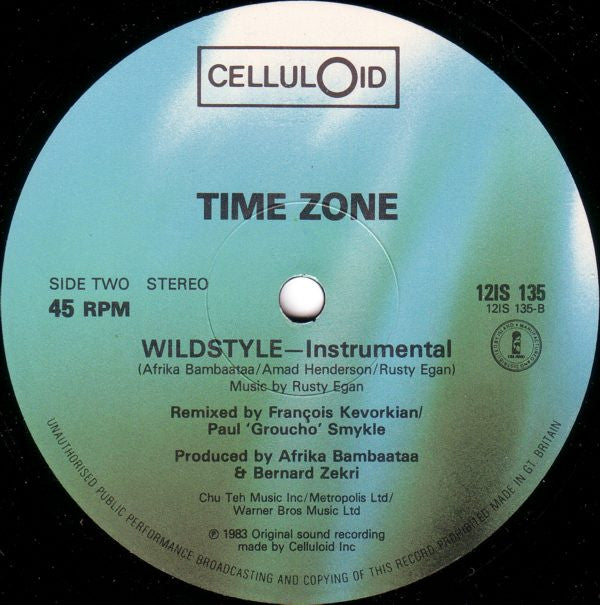 CELLULOID
TIME ZONE
SIDE TWO STEREO
45 RPM
12IS 135
12IS 135-B
WILDSTYLE—Instrumental
(Afrika Bambaataa/Amad Henderson/Rusty Egan)
Music by Rusty Egan
Remixed by François Kevorkian/
Paul 'Groucho' Smykle
Produced by Afrika Bambaataa
& Bernard Zekri
Chu Teh Music Inc/Metropolis Ltd/
Warner Bros Music Ltd
℗ 1983 Original sound recording
made by Celluloid Inc
UNAUTHORISED PUBLIC PERFORMANCE BROADCASTING AND COPYING OF THIS RECORD PROHIBITED MADE IN GT. BRITAIN